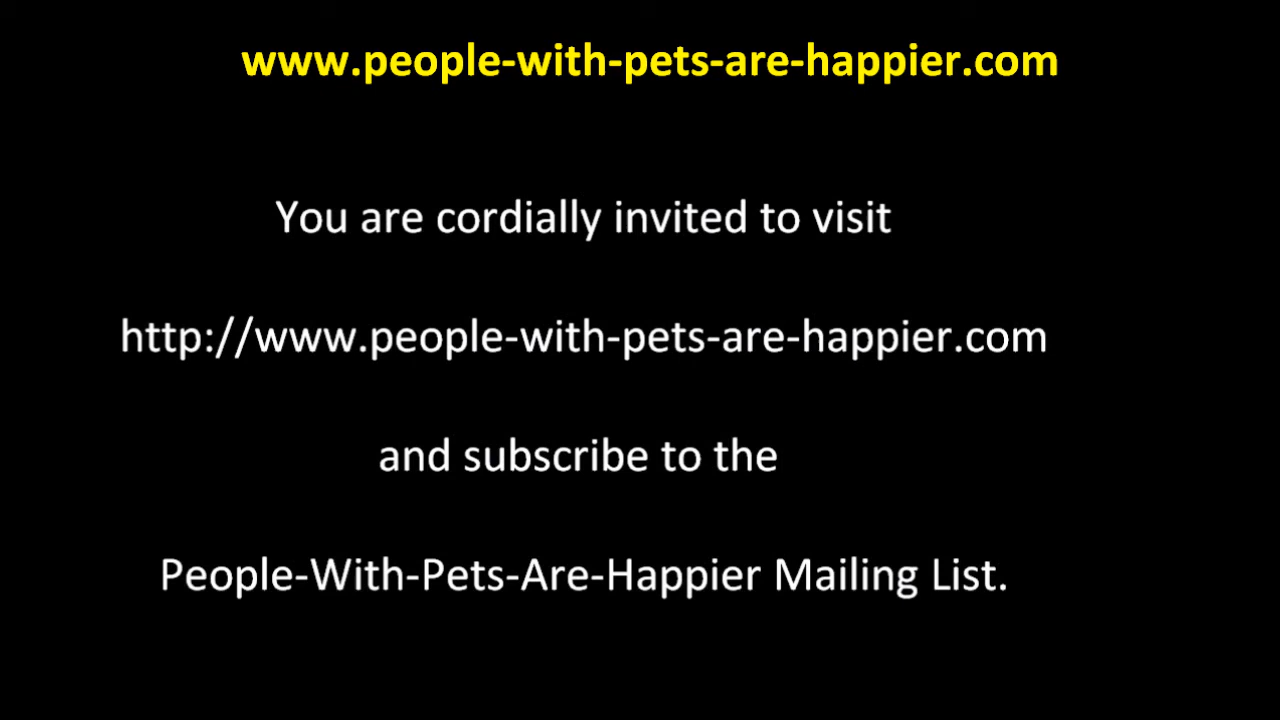 www.people-with-pets-are-happier.com
You are cordially invited to visit
http://www.people-with-pets-are-happier.com
and subscribe to the
People-With-Pets-Are-Happier Mailing List.